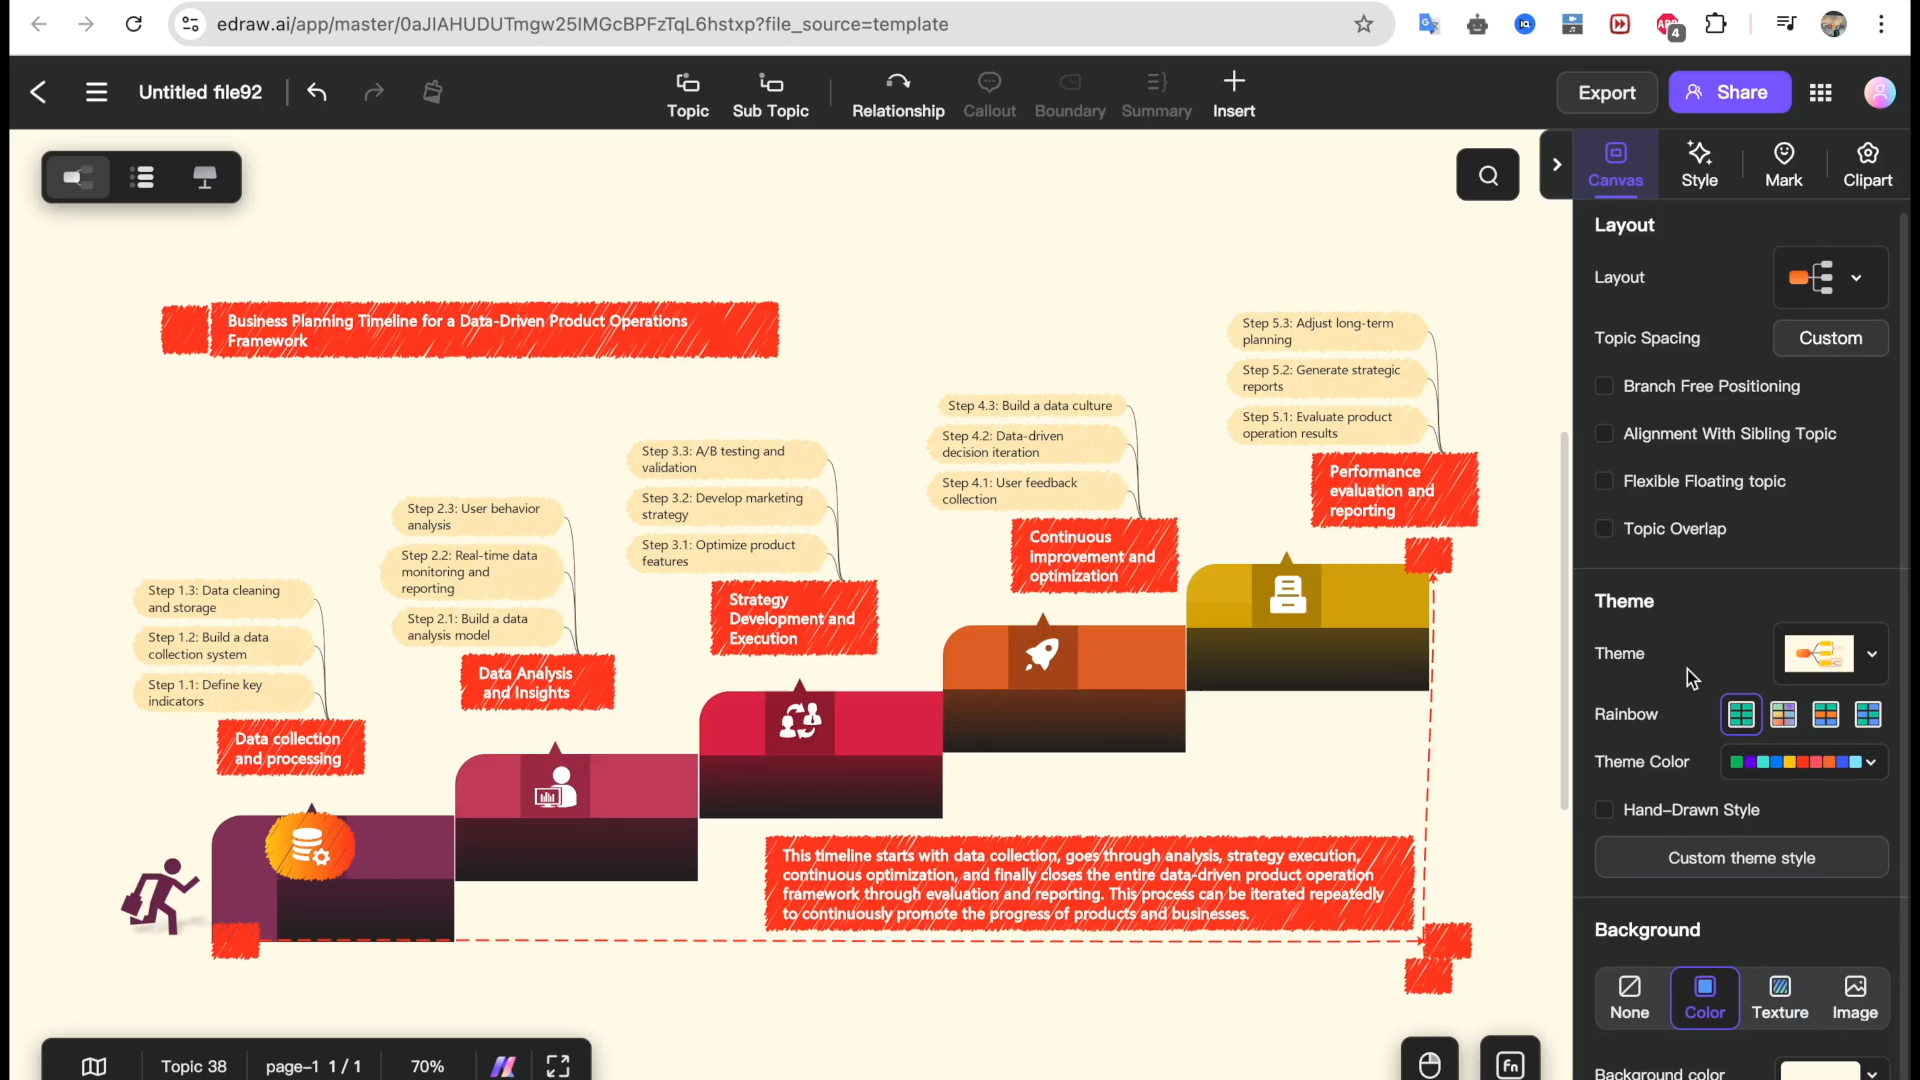 edraw.ai/app/master/0aJIAHUDUTmgw25IMGcBPFzTqL6hstxp?file_source=template
4
Untitled file92
Topic
Sub Topic
Relationship
Callout
Boundary
Summary
Insert
Export
Share
Canvas
Style
Mark
Clipart
Layout
Layout
Topic Spacing
Custom
Branch Free Positioning
Alignment With Sibling Topic
Flexible Floating topic
Topic Overlap
Theme
Theme
Rainbow
Theme Color
Hand-Drawn Style
Custom theme style
Background
None
Color
Texture
Image
Background color
Business Planning Timeline for a Data-Driven Product Operations
Framework
Step 1.3: Data cleaning
and storage
Step 1.2: Build a data
collection system
Step 1.1: Define key
indicators
Data collection
and processing
Step 2.3: User behavior
analysis
Step 2.2: Real-time data
monitoring and
reporting
Step 2.1: Build a data
analysis model
Data Analysis
and Insights
Step 3.3: A/B testing and
validation
Step 3.2: Develop marketing
strategy
Step 3.1: Optimize product
features
Strategy
Development and
Execution
Step 4.3: Build a data culture
Step 4.2: Data-driven
decision iteration
Step 4.1: User feedback
collection
Continuous
improvement and
optimization
Step 5.3: Adjust long-term
planning
Step 5.2: Generate strategic
reports
Step 5.1: Evaluate product
operation results
Performance
evaluation and
reporting
This timeline starts with data collection, goes through analysis, strategy execution,
continuous optimization, and finally closes the entire data-driven product operation
framework through evaluation and reporting. This process can be iterated repeatedly
to continuously promote the progress of products and businesses.
Topic 38
page-1 1 / 1
70%
Fn